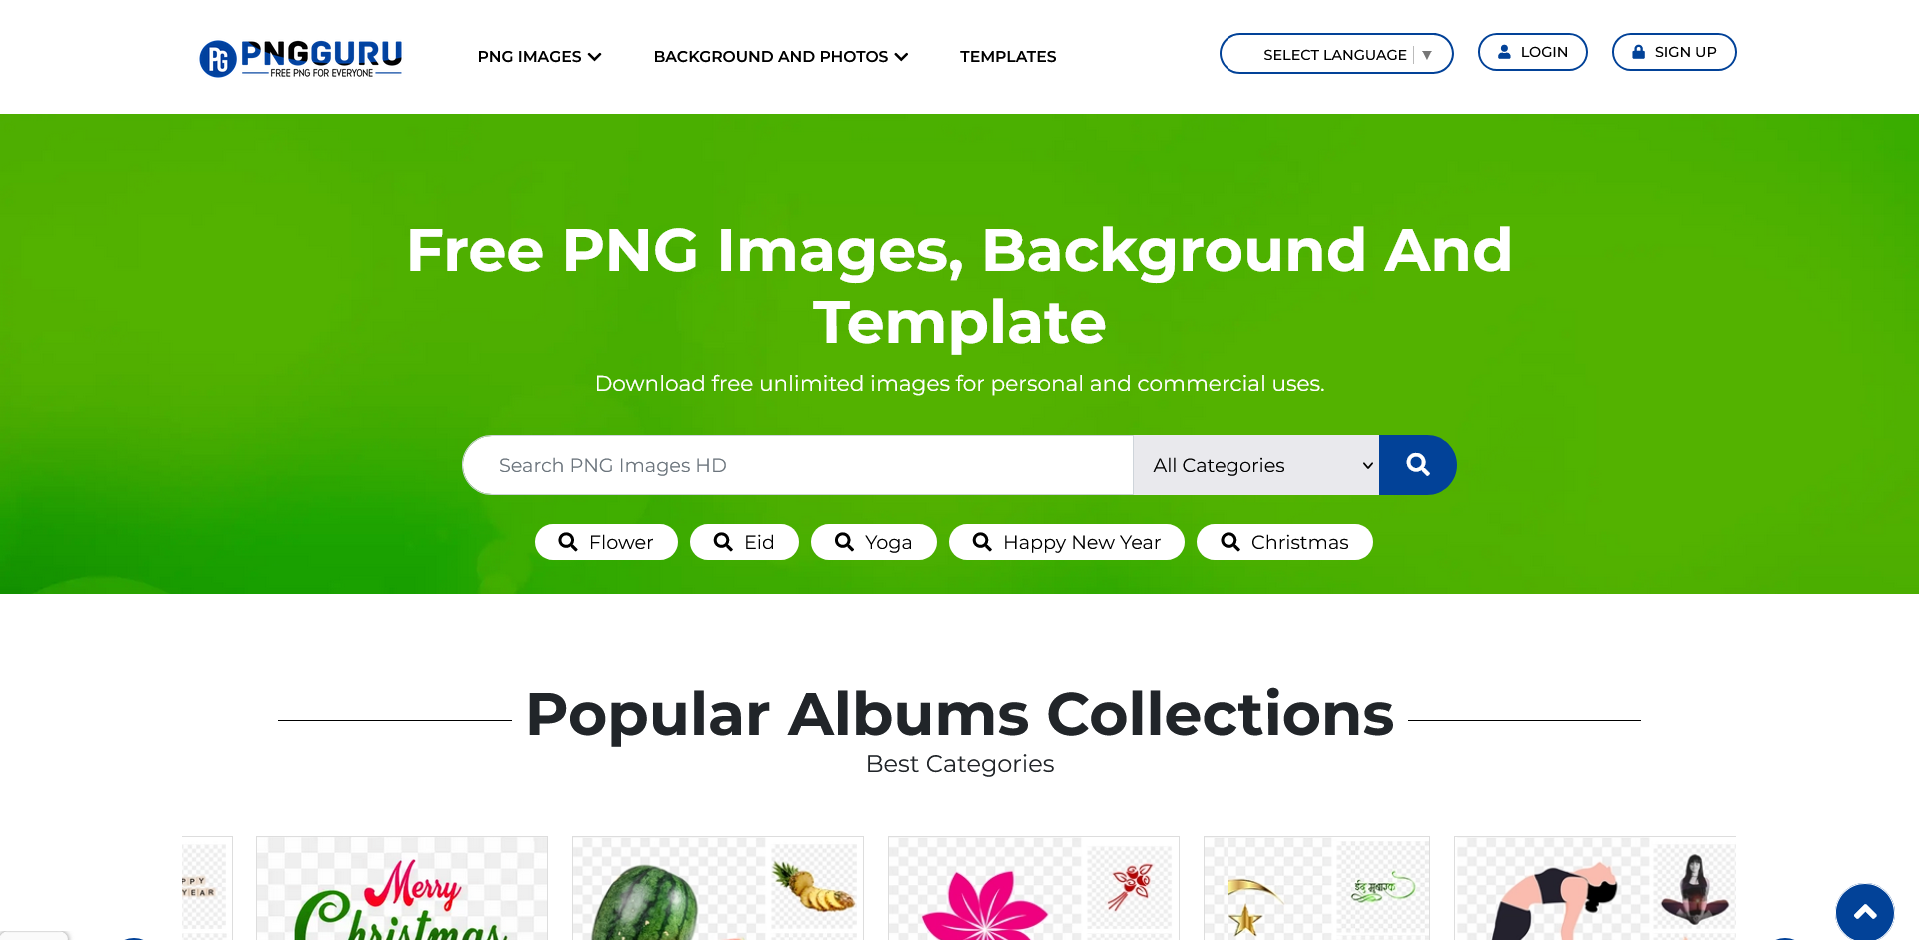 PNGGURU
FREE PNG FOR EVERYONE
PNG IMAGES
BACKGROUND AND PHOTOS
TEMPLATES
SELECT LANGUAGE ▼
LOGIN
SIGN UP
Free PNG Images, Background And
Template
Download free unlimited images for personal and commercial uses.
Search PNG Images HD
All Categories
Flower
Eid
Yoga
Happy New Year
Christmas
Popular Albums Collections
Best Categories
Merry
Christmas
ईद मुबारक